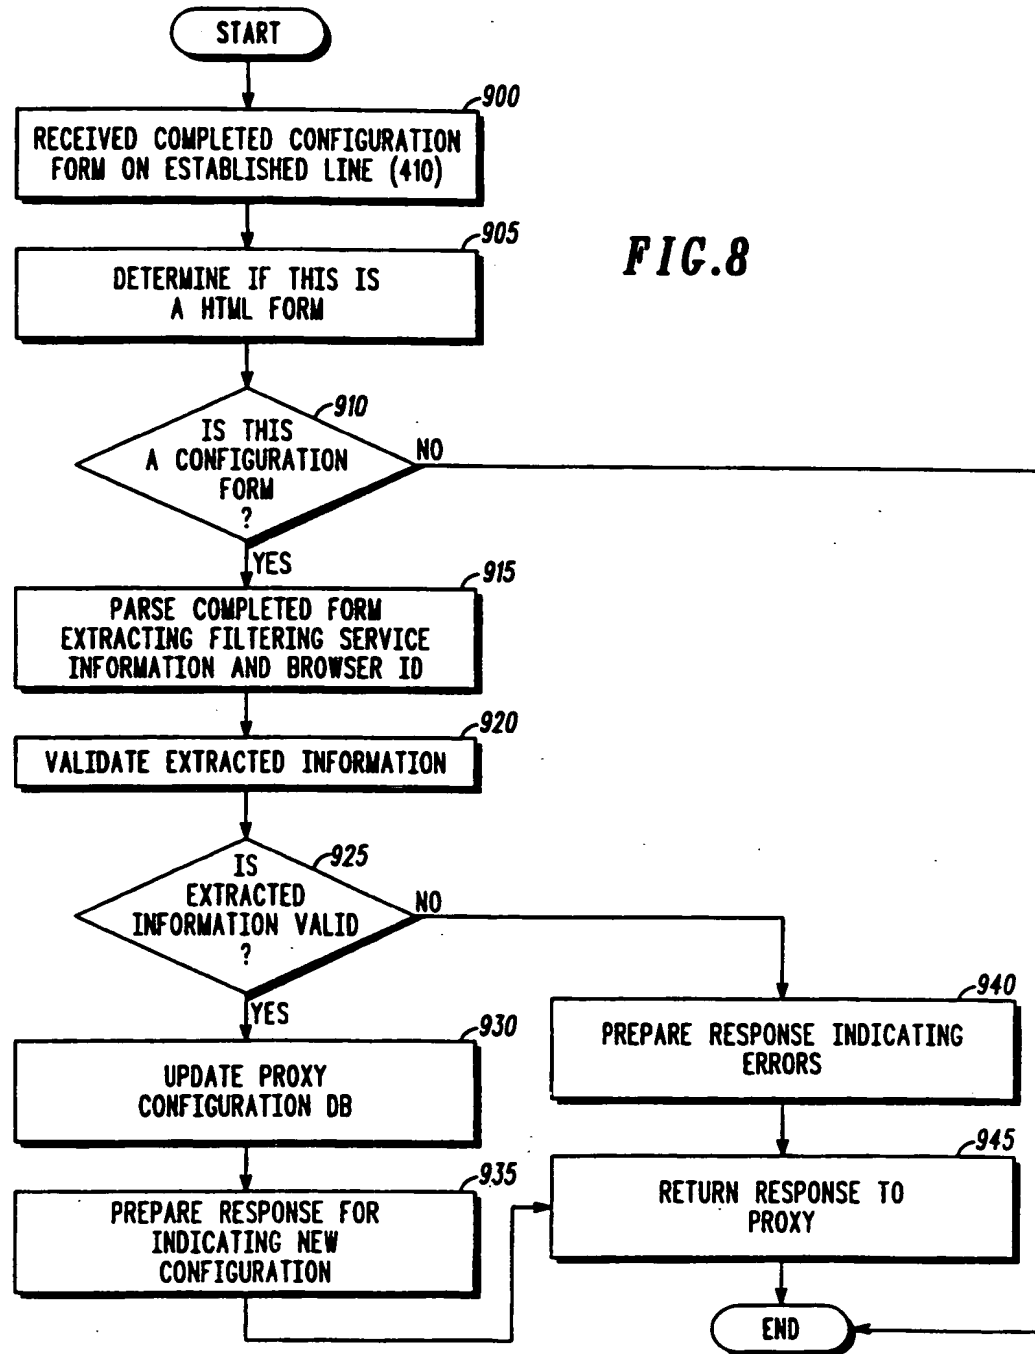 START
900
RECEIVED COMPLETED CONFIGURATION
FORM ON ESTABLISHED LINE (410)
905
DETERMINE IF THIS IS
A HTML FORM
FIG.8
910
IS THIS
A CONFIGURATION
FORM
?
NO
YES
915
PARSE COMPLETED FORM
EXTRACTING FILTERING SERVICE
INFORMATION AND BROWSER ID
920
VALIDATE EXTRACTED INFORMATION
925
IS
EXTRACTED
INFORMATION VALID
?
NO
YES
930
UPDATE PROXY
CONFIGURATION DB
935
PREPARE RESPONSE FOR
INDICATING NEW
CONFIGURATION
940
PREPARE RESPONSE INDICATING
ERRORS
945
RETURN RESPONSE TO
PROXY
END